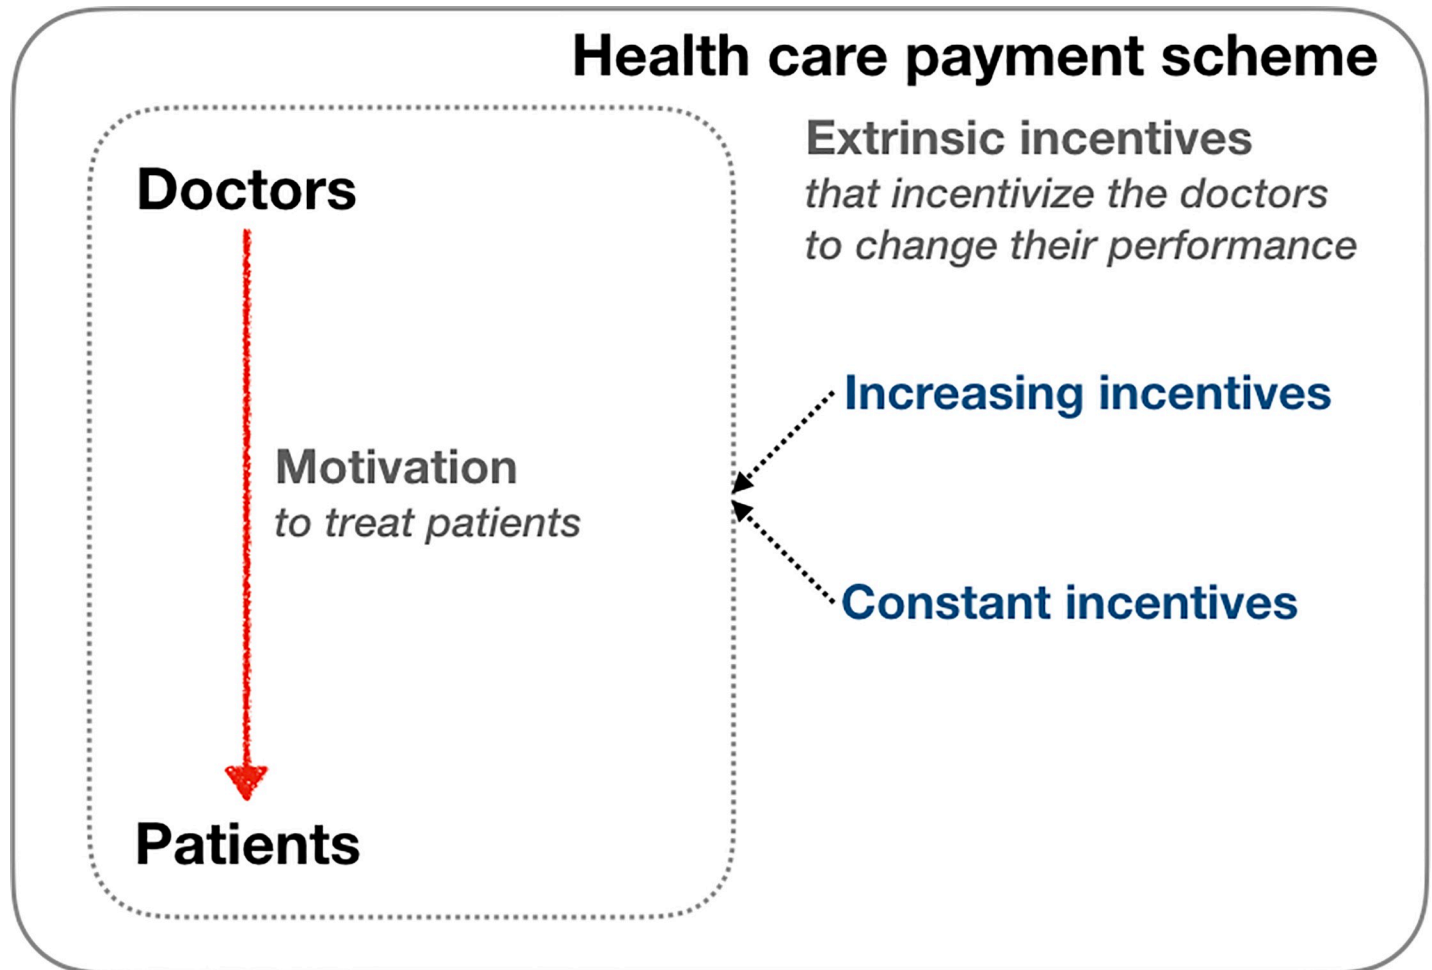 Health care payment scheme
Extrinsic incentives
that incentivize the doctors
to change their performance
Doctors
Motivation
to treat patients
Patients
Increasing incentives
Constant incentives